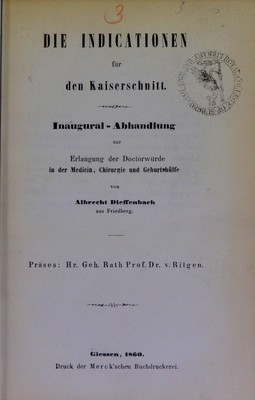 3
DIE INDICATIONEN
für
den Kaiserschnitt.
Inaugural-Abhandlung
zur
Erlangung der Doctorwürde
in der Medicin, Chirurgie und Geburtshülfe
von
Albrecht Dieffenbach
aus Friedberg.
Präses: Hr. Geh. Rath Prof. Dr. v. Ritgen.
Giessen, 1860.
Druck der Merck'schen Buchdruckerei.